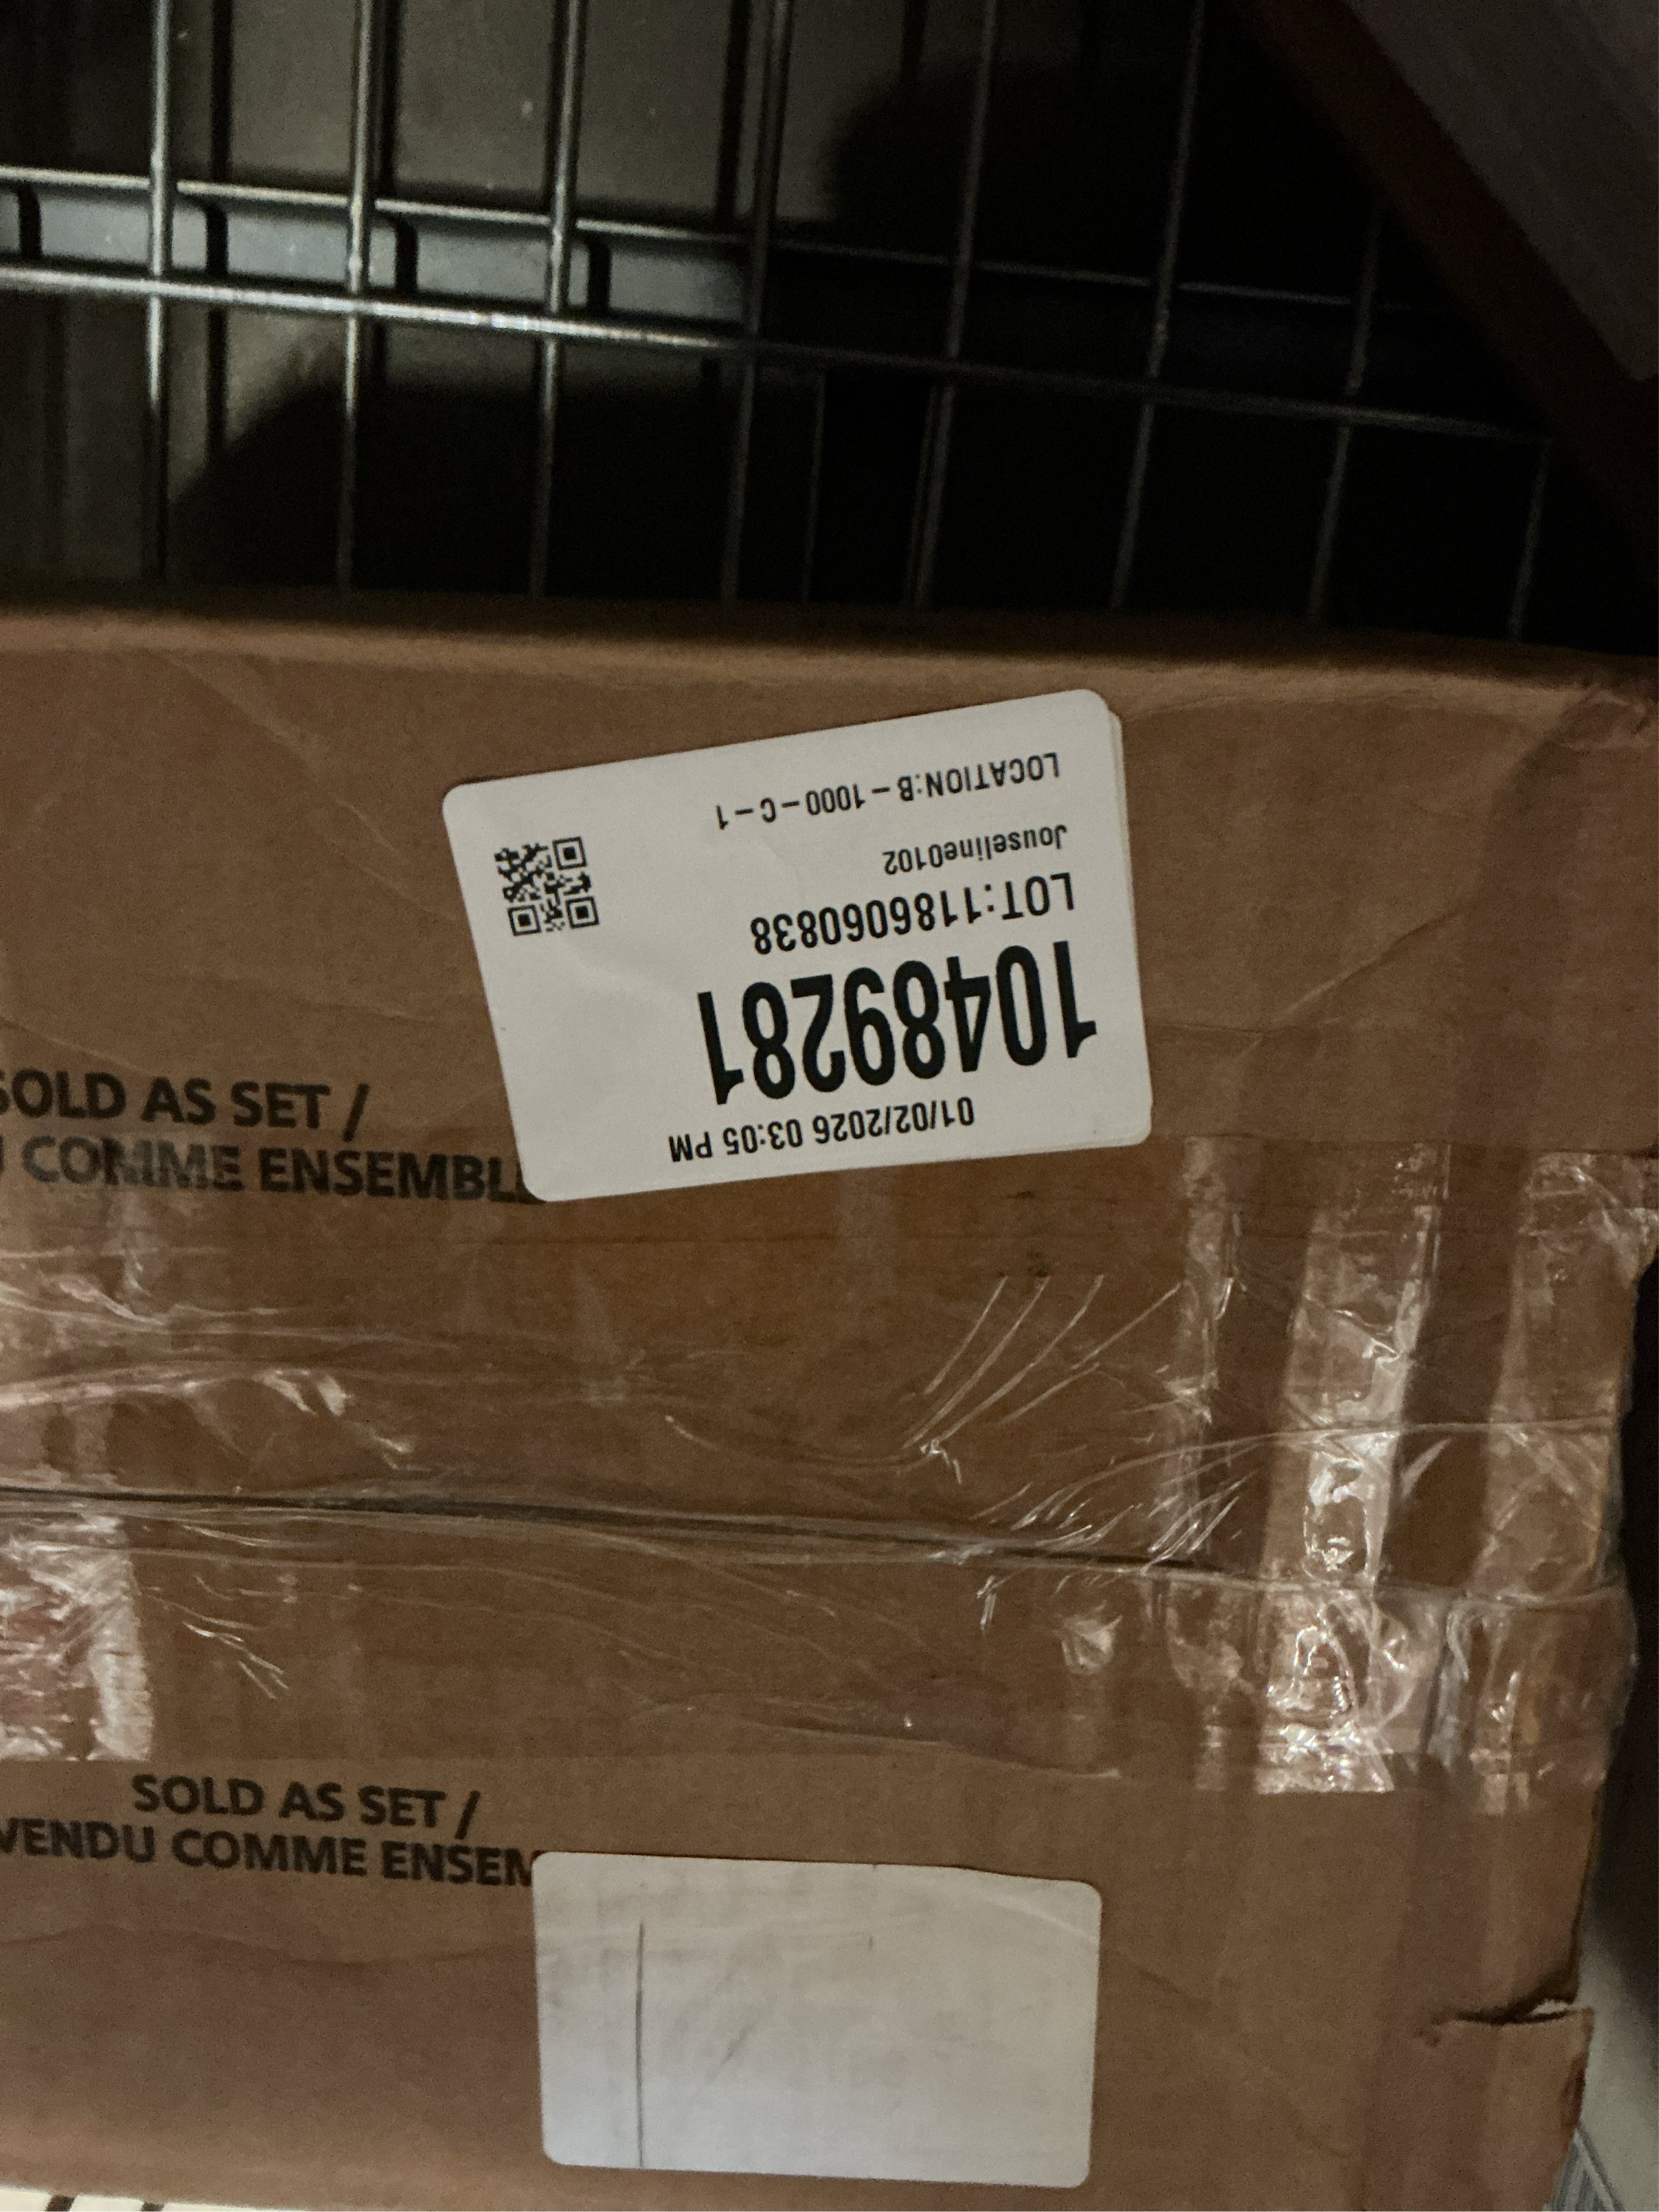 01/02/2026 03:05 PM
10489281
LOT:1186060838
Jouseline0102
LOCATION:B – 1000 – C – 1
SOLD AS SET /
COMME ENSEMBL
SOLD AS SET /
VENDU COMME ENSEM